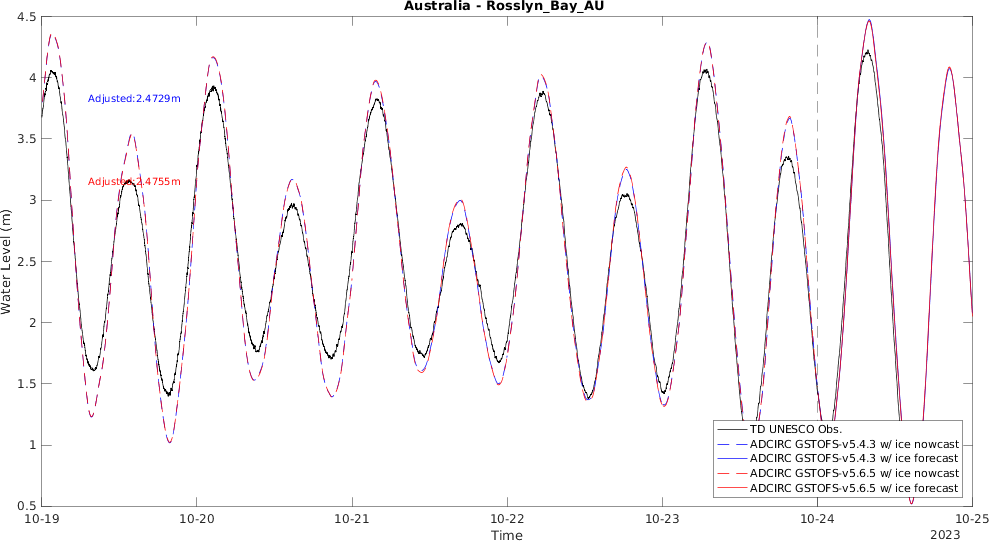 Australia - Rosslyn_Bay_AU
4.5
4
3.5
3
2.5
2
1.5
1
0.5
Water Level (m)
Adjusted:2.4729m
Adjusted:2.4755m
TD UNESCO Obs.
ADCIRC GSTOFS-v5.4.3 w/ ice nowcast
ADCIRC GSTOFS-v5.4.3 w/ ice forecast
ADCIRC GSTOFS-v5.6.5 w/ ice nowcast
ADCIRC GSTOFS-v5.6.5 w/ ice forecast
10-19 10-20 10-21 10-22 10-23 10-24 10-25
Time
2023